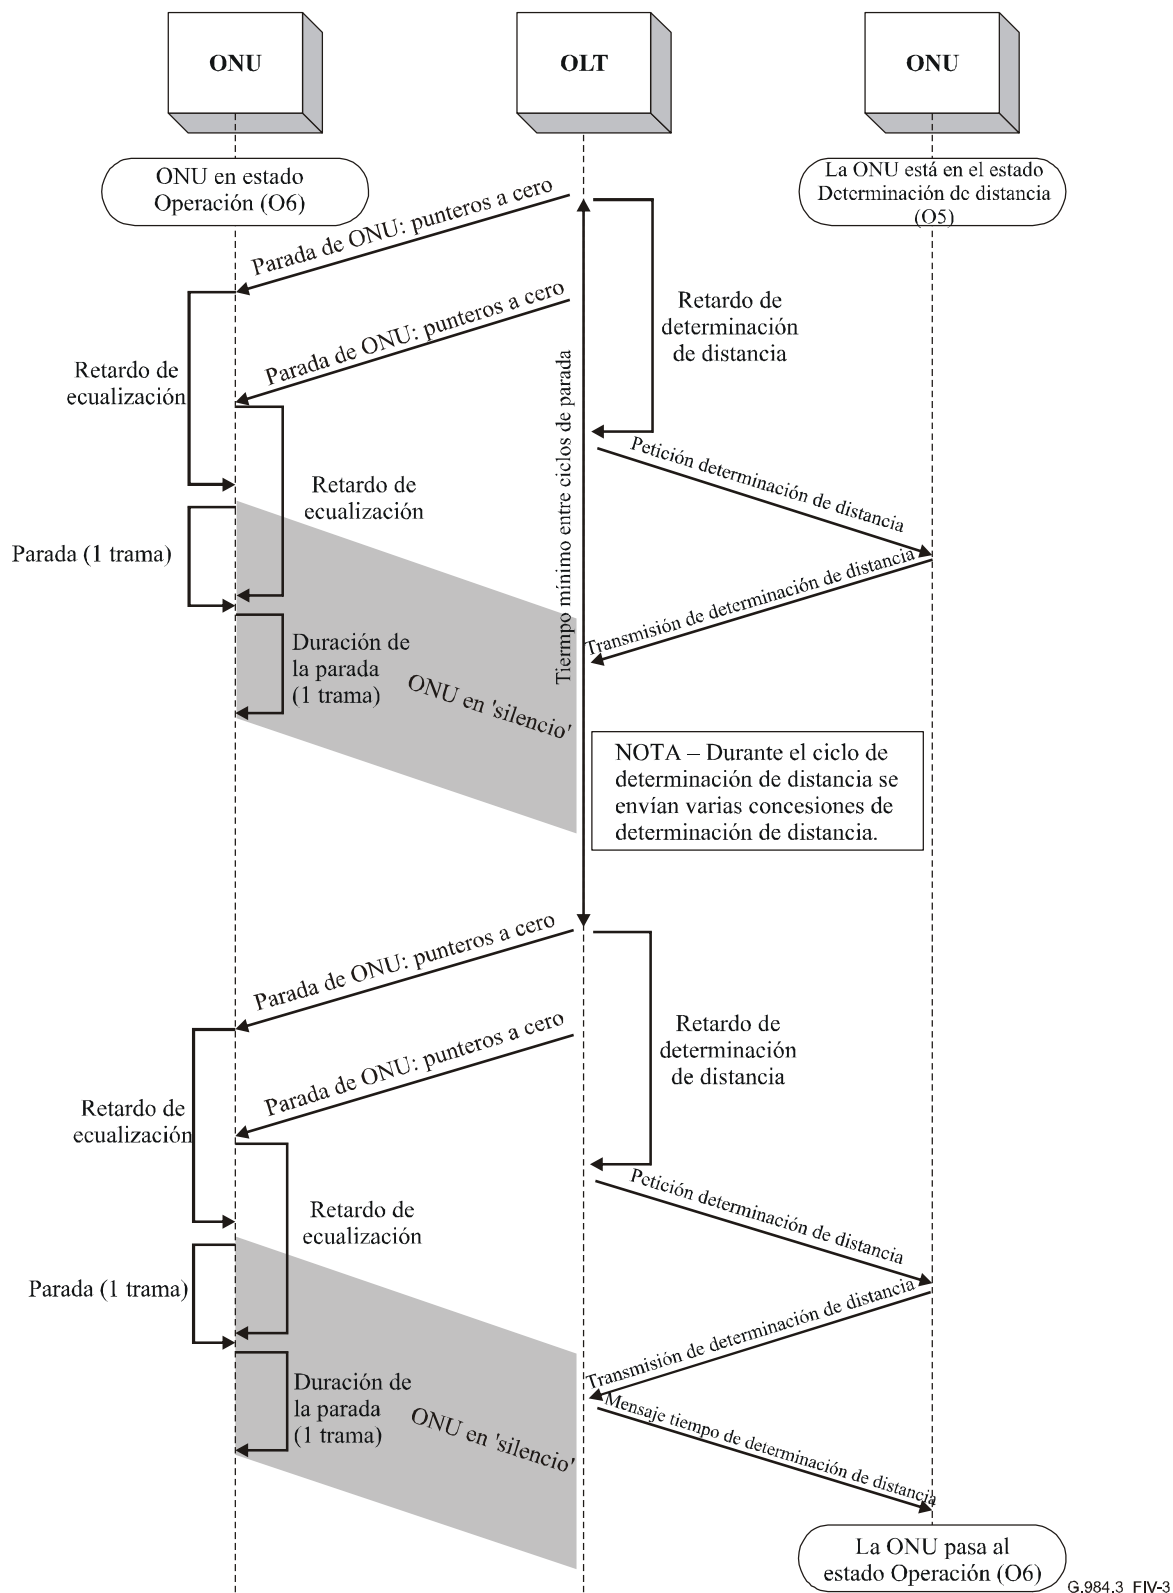 ONU
OLT
ONU
ONU en estado
Operación (O6)
La ONU está en el estado
Determinación de distancia
(O5)
Parada de ONU: punteros a cero
Parada de ONU: punteros a cero
Retardo de
determinación
de distancia
Retardo de
ecualización
Tiempo mínimo entre ciclos de parada
Petición determinación de distancia
Retardo de
ecualización
Parada (1 trama)
Transmisión de determinación de distancia
Duración de
la parada
(1 trama)
ONU en 'silencio'
NOTA – Durante el ciclo de
determinación de distancia se
envían varias concesiones de
determinación de distancia.
Parada de ONU: punteros a cero
Parada de ONU: punteros a cero
Retardo de
determinación
de distancia
Retardo de
ecualización
Petición determinación de distancia
Retardo de
ecualización
Parada (1 trama)
Transmisión de determinación de distancia
Duración de
la parada
(1 trama)
ONU en 'silencio'
Mensaje tiempo de determinación de distancia
La ONU pasa al
estado Operación (O6)
G.984.3_FIV-3